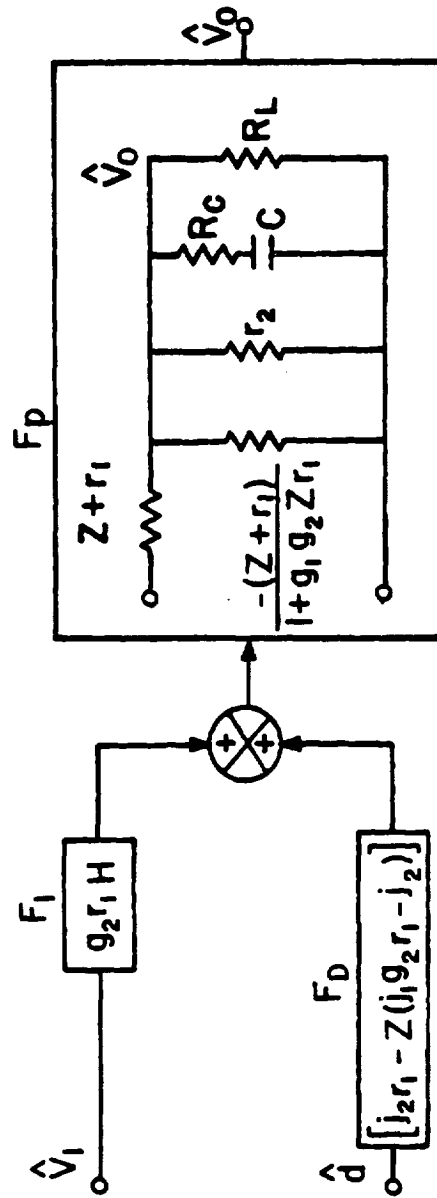 V̂₁
F₁
g₂r₁H
d̂
F_D
[j₂r₁ - Z(j₁g₂r₁ - j₂)]
+
+
F_P
Z+r₁
-(Z+r₁)
1+g₁g₂Zr₁
r₂
R_C
C
V̂₀
R_L
V̂₀